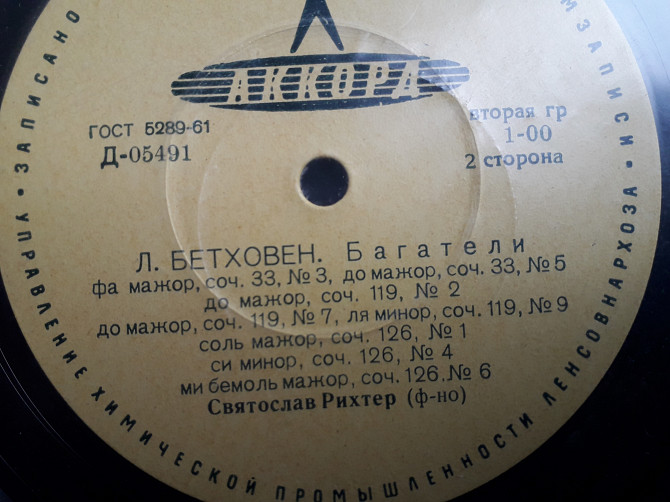 АККОРД
ГОСТ 5289-61
Д-05491
вторая гр
1-00
2 сторона
Л. БЕТХОВЕН. Багатели
фа мажор, соч. 33, № 3, до мажор, соч. 33, № 5
до мажор, соч. 119, № 2
до мажор, соч. 119, № 7, ля минор, соч. 119, № 9
соль мажор, соч. 126, № 1
си минор, соч. 126, № 4
ми бемоль мажор, соч. 126, № 6
Святослав Рихтер (ф-но)
УПРАВЛЕНИЕ ХИМИЧЕСКОЙ ПРОМЫШЛЕННОСТИ ЛЕНСОВНАРХОЗА • ЗАПИСАНО
М ЗАПИСИ •